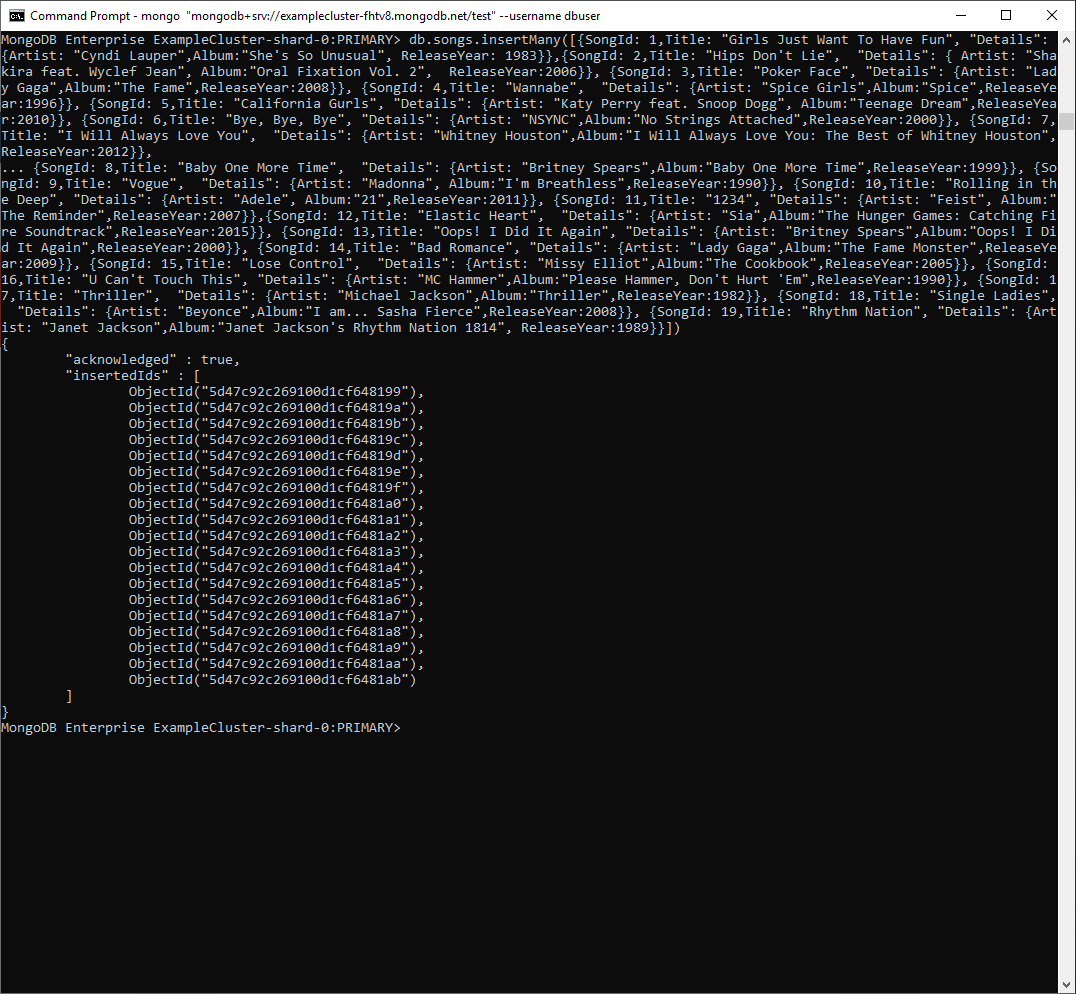 Command Prompt - mongo  "mongodb+srv://examplecluster-fhtv8.mongodb.net/test" --username dbuser
MongoDB Enterprise ExampleCluster-shard-0:PRIMARY> db.songs.insertMany([{SongId: 1,Title: "Girls Just Want To Have Fun", "Details":
{Artist: "Cyndi Lauper",Album:"She's So Unusual", ReleaseYear: 1983}},{SongId: 2,Title: "Hips Don't Lie",  "Details": { Artist: "Sha
kira feat. Wyclef Jean", Album:"Oral Fixation Vol. 2",  ReleaseYear:2006}}, {SongId: 3,Title: "Poker Face", "Details": {Artist: "Lad
y Gaga",Album:"The Fame",ReleaseYear:2008}}, {SongId: 4,Title: "Wannabe",  "Details": {Artist: "Spice Girls",Album:"Spice",ReleaseYe
ar:1996}}, {SongId: 5,Title: "California Gurls", "Details": {Artist: "Katy Perry feat. Snoop Dogg", Album:"Teenage Dream",ReleaseYea
r:2010}}, {SongId: 6,Title: "Bye, Bye, Bye", "Details": {Artist: "NSYNC",Album:"No Strings Attached",ReleaseYear:2000}}, {SongId: 7,
Title: "I Will Always Love You",  "Details": {Artist: "Whitney Houston",Album:"I Will Always Love You: The Best of Whitney Houston",
ReleaseYear:2012}},
... {SongId: 8,Title: "Baby One More Time",  "Details": {Artist: "Britney Spears",Album:"Baby One More Time",ReleaseYear:1999}}, {So
ngId: 9,Title: "Vogue",  "Details": {Artist: "Madonna", Album:"I'm Breathless",ReleaseYear:1990}}, {SongId: 10,Title: "Rolling in th
e Deep", "Details": {Artist: "Adele", Album:"21",ReleaseYear:2011}}, {SongId: 11,Title: "1234", "Details": {Artist: "Feist", Album:"
The Reminder",ReleaseYear:2007}},{SongId: 12,Title: "Elastic Heart",  "Details": {Artist: "Sia",Album:"The Hunger Games: Catching Fi
re Soundtrack",ReleaseYear:2015}}, {SongId: 13,Title: "Oops! I Did It Again", "Details": {Artist: "Britney Spears",Album:"Oops! I Di
d It Again",ReleaseYear:2000}}, {SongId: 14,Title: "Bad Romance", "Details": {Artist: "Lady Gaga",Album:"The Fame Monster",ReleaseYe
ar:2009}}, {SongId: 15,Title: "Lose Control",  "Details": {Artist: "Missy Elliot",Album:"The Cookbook",ReleaseYear:2005}}, {SongId:
16,Title: "U Can't Touch This", "Details": {Artist: "MC Hammer",Album:"Please Hammer, Don't Hurt 'Em",ReleaseYear:1990}}, {SongId: 1
7,Title: "Thriller",  "Details": {Artist: "Michael Jackson",Album:"Thriller",ReleaseYear:1982}}, {SongId: 18,Title: "Single Ladies",
  "Details": {Artist: "Beyonce",Album:"I am... Sasha Fierce",ReleaseYear:2008}}, {SongId: 19,Title: "Rhythm Nation", "Details": {Art
ist: "Janet Jackson",Album:"Janet Jackson's Rhythm Nation 1814", ReleaseYear:1989}}])
{
        "acknowledged" : true,
        "insertedIds" : [
                ObjectId("5d47c92c269100d1cf648199"),
                ObjectId("5d47c92c269100d1cf64819a"),
                ObjectId("5d47c92c269100d1cf64819b"),
                ObjectId("5d47c92c269100d1cf64819c"),
                ObjectId("5d47c92c269100d1cf64819d"),
                ObjectId("5d47c92c269100d1cf64819e"),
                ObjectId("5d47c92c269100d1cf64819f"),
                ObjectId("5d47c92c269100d1cf6481a0"),
                ObjectId("5d47c92c269100d1cf6481a1"),
                ObjectId("5d47c92c269100d1cf6481a2"),
                ObjectId("5d47c92c269100d1cf6481a3"),
                ObjectId("5d47c92c269100d1cf6481a4"),
                ObjectId("5d47c92c269100d1cf6481a5"),
                ObjectId("5d47c92c269100d1cf6481a6"),
                ObjectId("5d47c92c269100d1cf6481a7"),
                ObjectId("5d47c92c269100d1cf6481a8"),
                ObjectId("5d47c92c269100d1cf6481a9"),
                ObjectId("5d47c92c269100d1cf6481aa"),
                ObjectId("5d47c92c269100d1cf6481ab")
        ]
}
MongoDB Enterprise ExampleCluster-shard-0:PRIMARY>